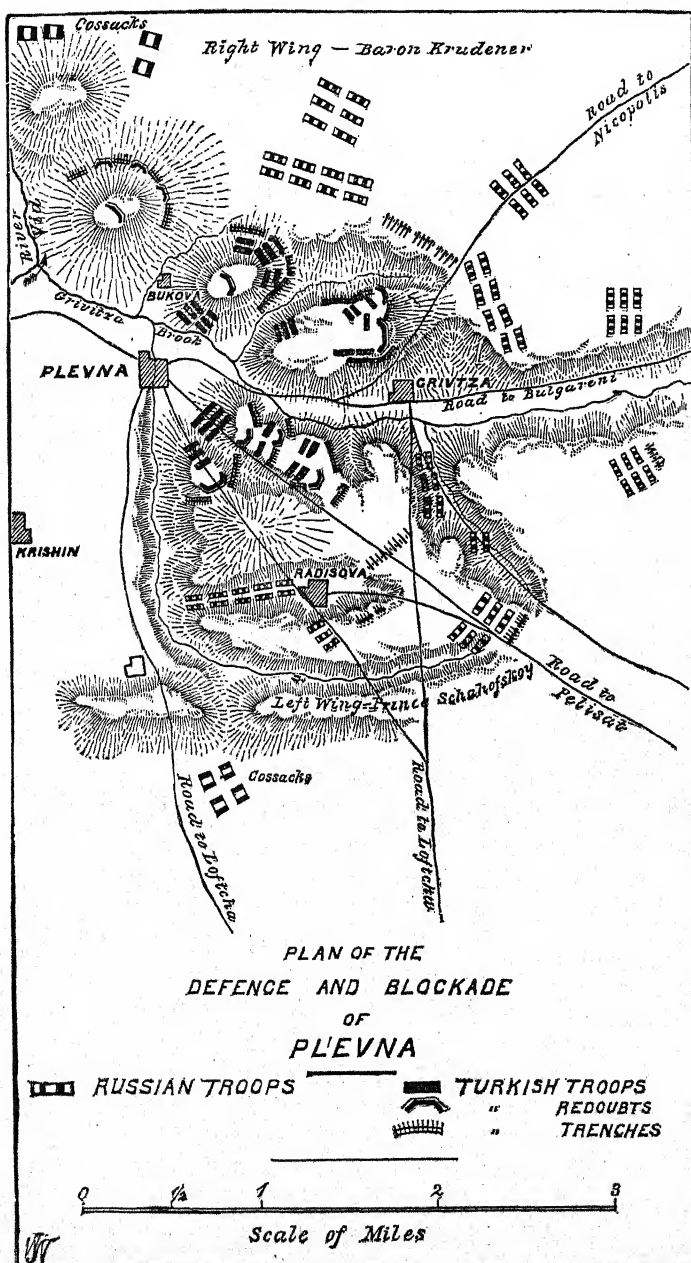 Cossacks
Right Wing — Baron Krudener
Road to
Nicopolis
River
Vid
BUKOVA
Grivitza
Brook
PLEVNA
GRIVTZA
Road to Bulgareni
KRISHIN
RADISOVA
Left Wing=Prince Schahofskoy
Road to
Pelisat
Cossacks
Road to Loftcha
Road to Loftcha
PLAN OF THE
DEFENCE AND BLOCKADE
OF
PLEVNA
RUSSIAN TROOPS
TURKISH TROOPS
" REDOUBTS
" TRENCHES
0 ½ 1 2 3
Scale of Miles